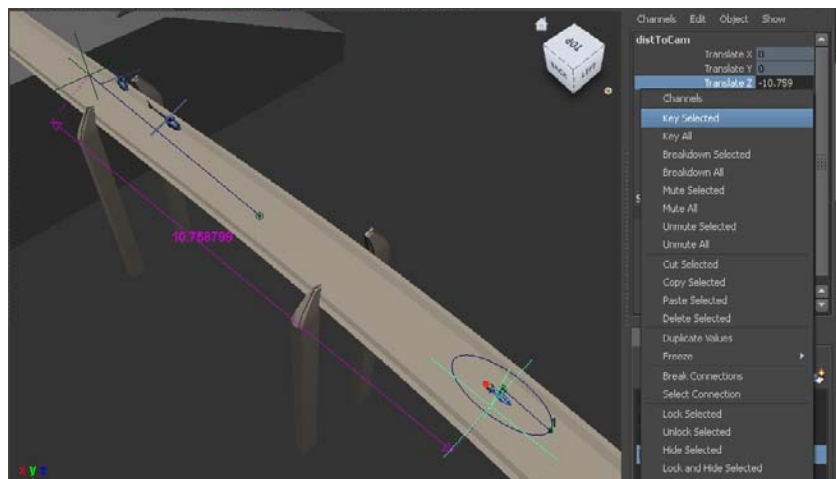 Channels Edit Object Show
distToCam
Translate X 0
Translate Y 0
Translate Z -10.759
TOP
BACK LEFT
10.758799
Channels
Key Selected
Key All
Breakdown Selected
Breakdown All
Mute Selected
Mute All
Unmute Selected
Unmute All
Cut Selected
Copy Selected
Paste Selected
Delete Selected
Duplicate Values
Freeze
Break Connections
Select Connection
Lock Selected
Unlock Selected
Hide Selected
Lock and Hide Selected
x y z